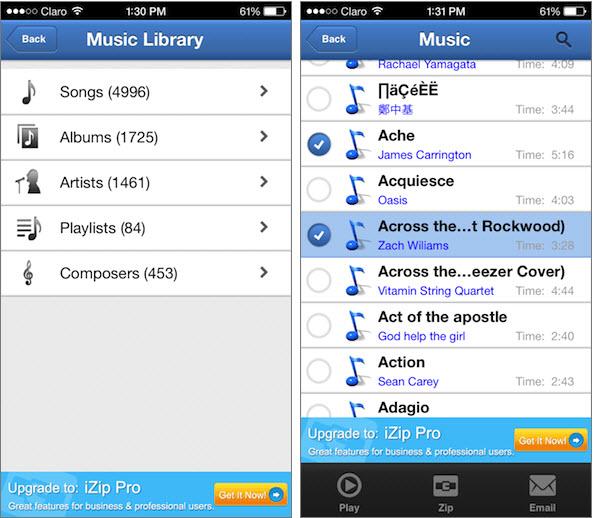 Claro 1:30 PM 61%
Back Music Library
Songs (4996)
Albums (1725)
Artists (1461)
Playlists (84)
Composers (453)
Upgrade to: iZip Pro
Great features for business & professional users.
Get It Now!
Claro 1:31 PM 61%
Back Music
Rachael Yamagata Time: 4:09
∏äÇéÈË
鄭中基 Time: 3:44
Ache
James Carrington Time: 5:16
Acquiesce
Oasis Time: 4:03
Across the...t Rockwood)
Zach Wiliams Time: 3:28
Across the...eezer Cover)
Vitamin String Quartet Time: 4:44
Act of the apostle
God help the girl Time: 2:40
Action
Sean Carey Time: 2:43
Adagio
Upgrade to: iZip Pro
Great features for business & professional users.
Get It Now!
Play Zip Email